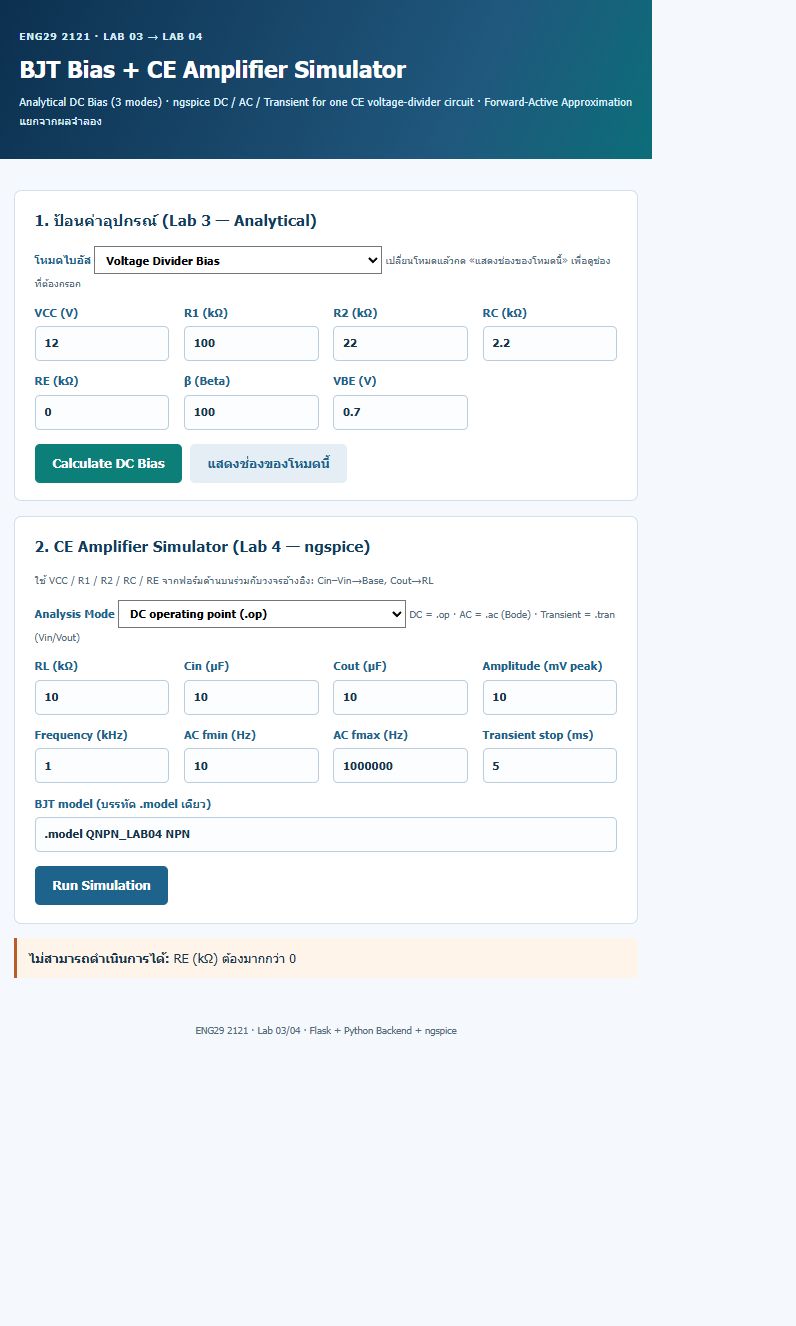 ENG29 2121 · LAB 03 → LAB 04
BJT Bias + CE Amplifier Simulator
Analytical DC Bias (3 modes) · ngspice DC / AC / Transient for one CE voltage-divider circuit · Forward-Active Approximation
แยกจากผลจำลอง
1. ป้อนค่าอุปกรณ์ (Lab 3 — Analytical)
โหมดไบอัส Voltage Divider Bias เปลี่ยนโหมดแล้วกด «แสดงช่องของโหมดนี้» เพื่อดูช่อง
ที่ต้องกรอก
VCC (V) R1 (kΩ) R2 (kΩ) RC (kΩ)
12 100 22 2.2
RE (kΩ) β (Beta) VBE (V)
0 100 0.7
Calculate DC Bias แสดงช่องของโหมดนี้
2. CE Amplifier Simulator (Lab 4 — ngspice)
ใช้ VCC / R1 / R2 / RC / RE จากฟอร์มด้านบนร่วมกับวงจรอ้างอิง: Cin–Vin→Base, Cout→RL
Analysis Mode DC operating point (.op) DC = .op · AC = .ac (Bode) · Transient = .tran
(Vin/Vout)
RL (kΩ) Cin (µF) Cout (µF) Amplitude (mV peak)
10 10 10 10
Frequency (kHz) AC fmin (Hz) AC fmax (Hz) Transient stop (ms)
1 10 1000000 5
BJT model (บรรทัด .model เดียว)
.model QNPN_LAB04 NPN
Run Simulation
ไม่สามารถดำเนินการได้: RE (kΩ) ต้องมากกว่า 0
ENG29 2121 · Lab 03/04 · Flask + Python Backend + ngspice